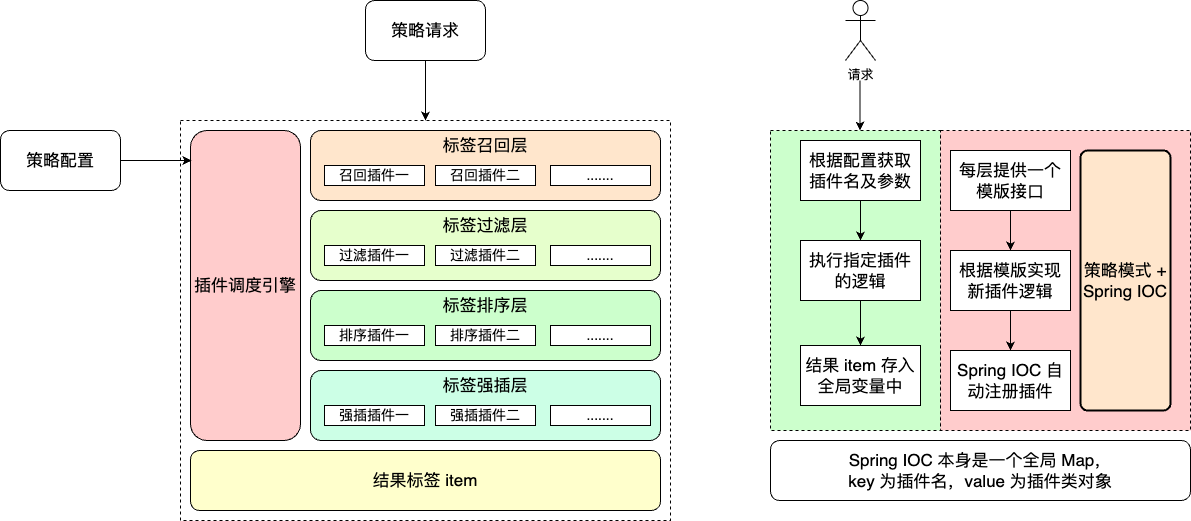 策略请求
策略配置
插件调度引擎
标签召回层
召回插件一
召回插件二
.......
标签过滤层
过滤插件一
过滤插件二
.......
标签排序层
排序插件一
排序插件二
.......
标签强插层
强插插件一
强插插件二
.......
结果标签 item
请求
根据配置获取
插件名及参数
执行指定插件
的逻辑
结果 item 存入
全局变量中
每层提供一个
模版接口
根据模版实现
新插件逻辑
Spring IOC 自
动注册插件
策略模式 +
Spring IOC
Spring IOC 本身是一个全局 Map，
key 为插件名，value 为插件类对象